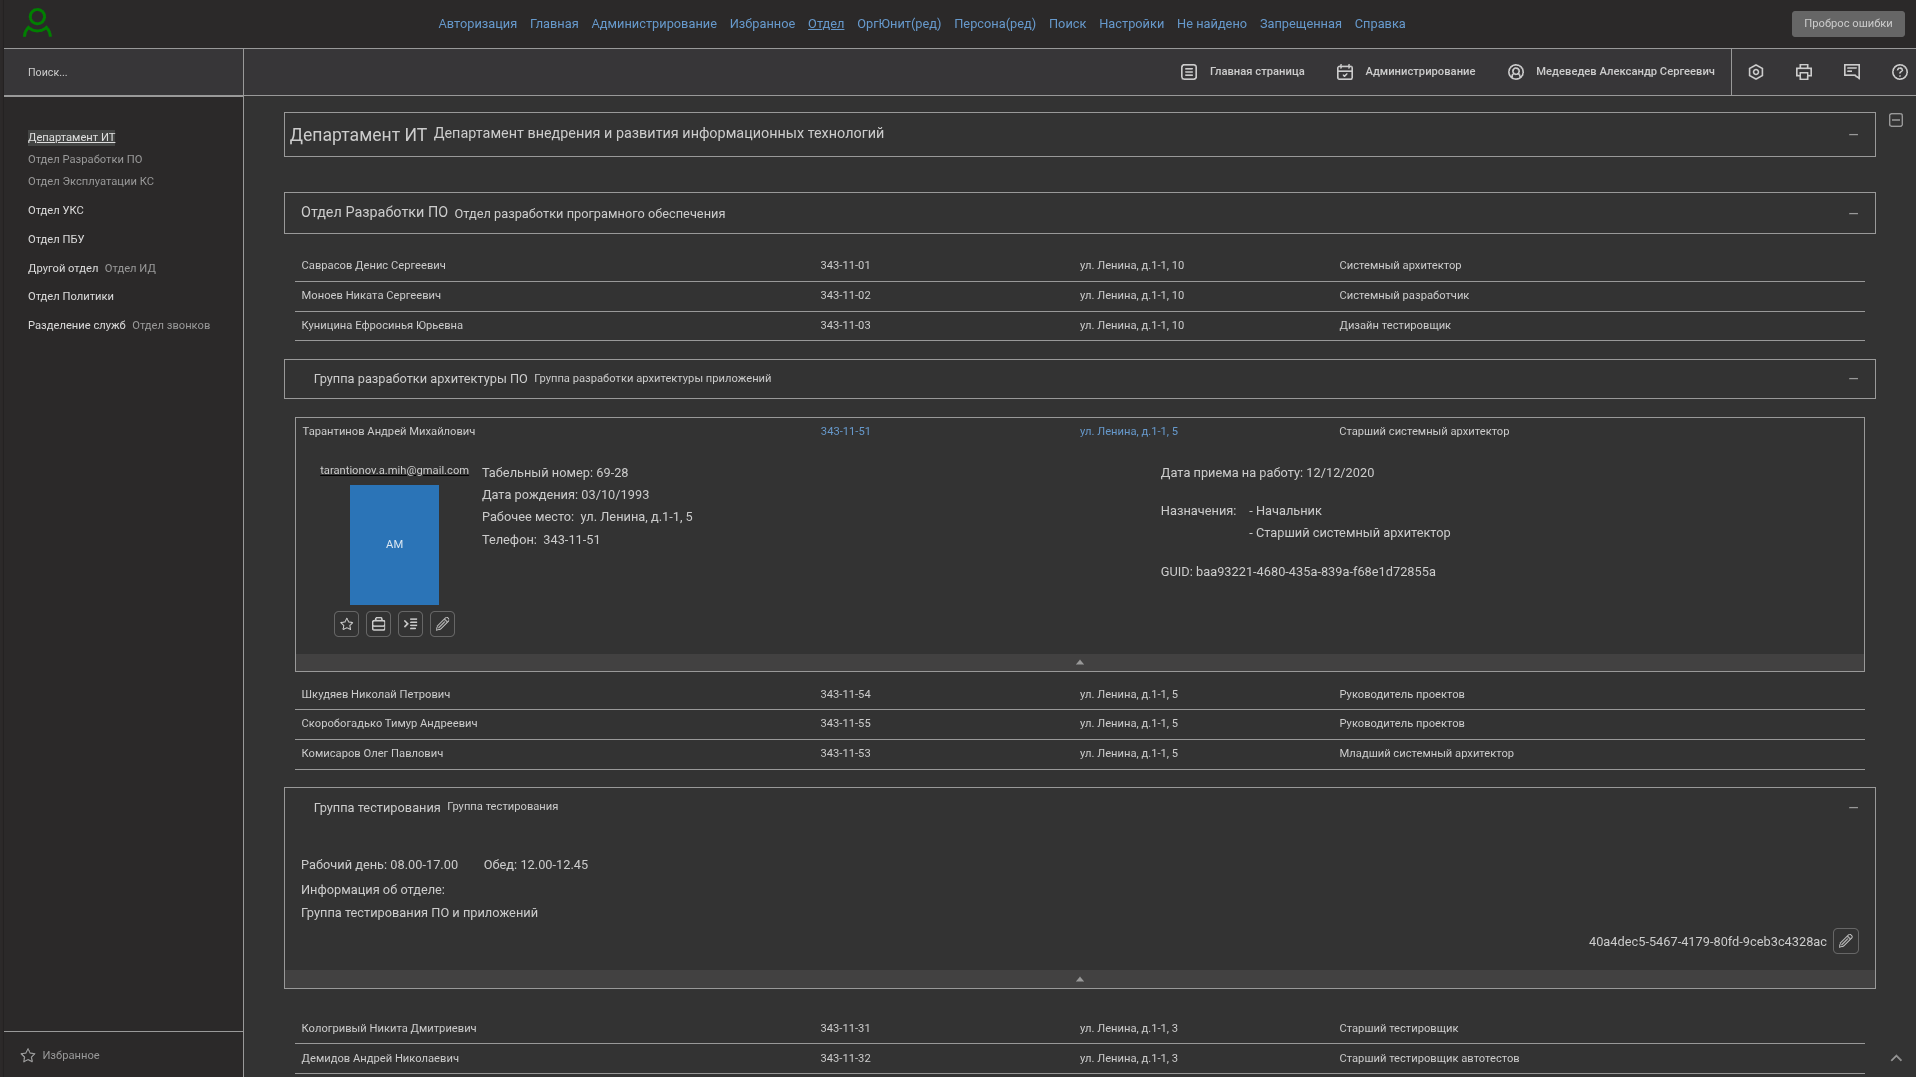 Авторизация Главная Администрирование Избранное Отдел ОргЮнит(ред) Персона(ред) Поиск Настройки Не найдено Запрещенная Справка
Проброс ошибки
Поиск...
Главная страница Администрирование Медеведев Александр Сергеевич
Департамент ИТ
Отдел Разработки ПО
Отдел Эксплуатации КС
Отдел УКС
Отдел ПБУ
Другой отдел Отдел ИД
Отдел Политики
Разделение служб Отдел звонков
Избранное
Департамент ИТ Департамент внедрения и развития информационных технологий
Отдел Разработки ПО Отдел разработки програмного обеспечения
Саврасов Денис Сергеевич 343-11-01 ул. Ленина, д.1-1, 10 Системный архитектор
Моноев Никата Сергеевич 343-11-02 ул. Ленина, д.1-1, 10 Системный разработчик
Куницина Ефросинья Юрьевна 343-11-03 ул. Ленина, д.1-1, 10 Дизайн тестировщик
Группа разработки архитектуры ПО Группа разработки архитектуры приложений
Тарантинов Андрей Михайлович 343-11-51 ул. Ленина, д.1-1, 5 Старший системный архитектор
tarantionov.a.mih@gmail.com
АМ
Табельный номер: 69-28
Дата рождения: 03/10/1993
Рабочее место: ул. Ленина, д.1-1, 5
Телефон: 343-11-51
Дата приема на работу: 12/12/2020
Назначения: - Начальник
- Старший системный архитектор
GUID: baa93221-4680-435a-839a-f68e1d72855a
Шкудяев Николай Петрович 343-11-54 ул. Ленина, д.1-1, 5 Руководитель проектов
Скоробогадько Тимур Андреевич 343-11-55 ул. Ленина, д.1-1, 5 Руководитель проектов
Комисаров Олег Павлович 343-11-53 ул. Ленина, д.1-1, 5 Младший системный архитектор
Группа тестирования Группа тестирования
Рабочий день: 08.00-17.00 Обед: 12.00-12.45
Информация об отделе:
Группа тестирования ПО и приложений
40a4dec5-5467-4179-80fd-9ceb3c4328ac
Кологривый Никита Дмитриевич 343-11-31 ул. Ленина, д.1-1, 3 Старший тестировщик
Демидов Андрей Николаевич 343-11-32 ул. Ленина, д.1-1, 3 Старший тестировщик автотестов